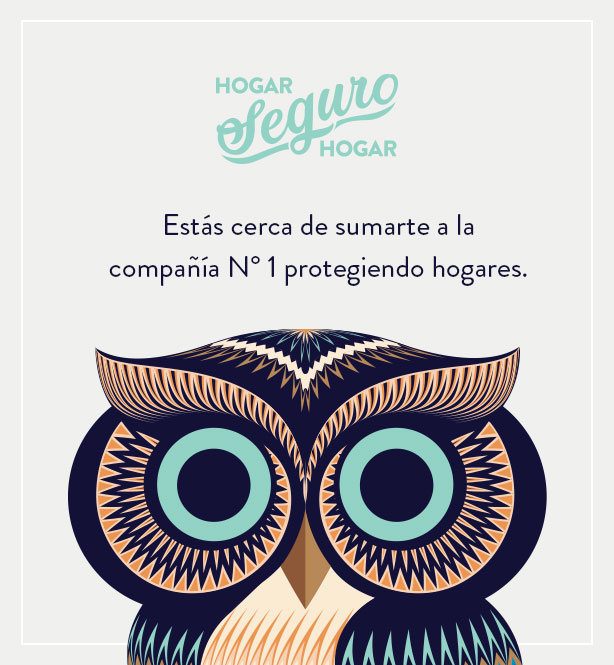 HOGAR
Seguro
HOGAR
Estás cerca de sumarte a la
compañía N° 1 protegiendo hogares.